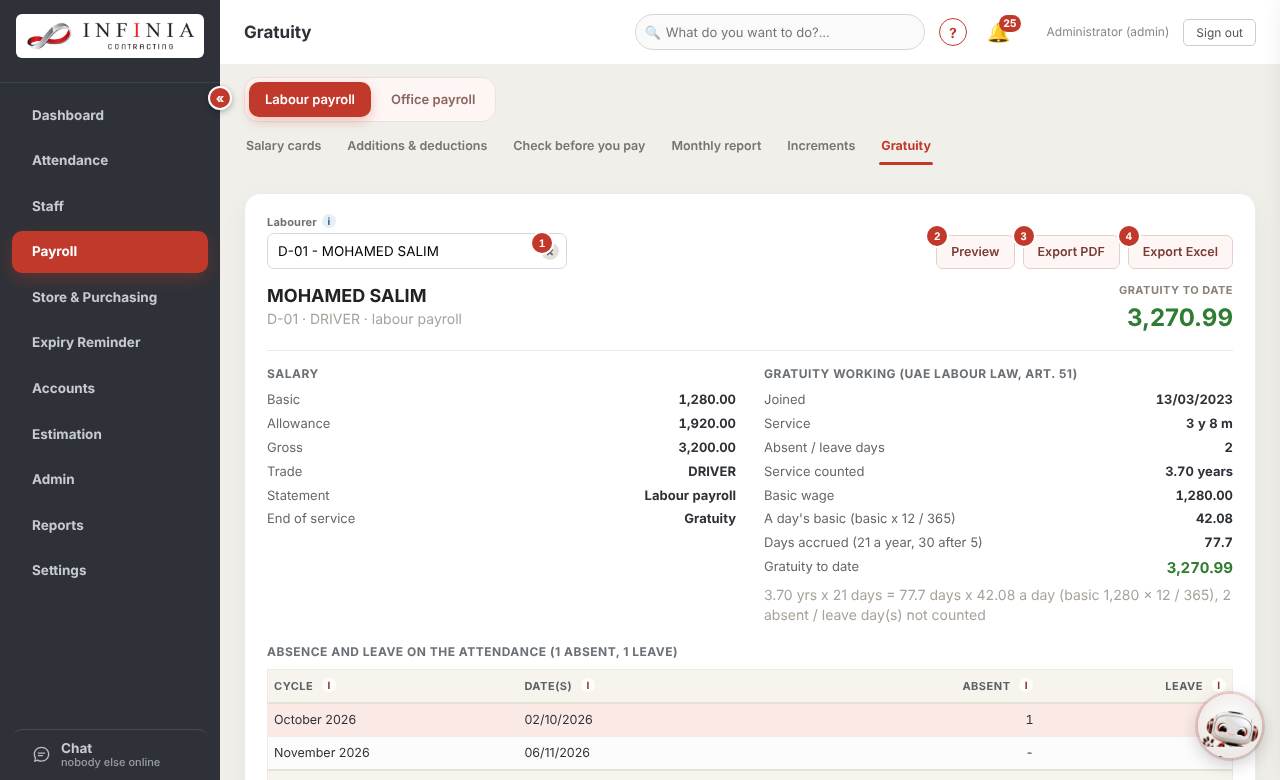 INFINIA
CONTRACTING
Gratuity
What do you want to do?...
?
25
Administrator (admin)
Sign out
«
Dashboard
Attendance
Staff
Payroll
Store & Purchasing
Expiry Reminder
Accounts
Estimation
Admin
Reports
Settings
Chat
nobody else online
Labour payroll
Office payroll
Salary cards
Additions & deductions
Check before you pay
Monthly report
Increments
Gratuity
Labourer i
D-01 - MOHAMED SALIM
1
2
Preview
3
Export PDF
4
Export Excel
MOHAMED SALIM
D-01 · DRIVER · labour payroll
GRATUITY TO DATE
3,270.99
SALARY
Basic 1,280.00
Allowance 1,920.00
Gross 3,200.00
Trade DRIVER
Statement Labour payroll
End of service Gratuity
GRATUITY WORKING (UAE LABOUR LAW, ART. 51)
Joined 13/03/2023
Service 3 y 8 m
Absent / leave days 2
Service counted 3.70 years
Basic wage 1,280.00
A day's basic (basic x 12 / 365) 42.08
Days accrued (21 a year, 30 after 5) 77.7
Gratuity to date 3,270.99
3.70 yrs x 21 days = 77.7 days x 42.08 a day (basic 1,280 × 12 / 365), 2
absent / leave day(s) not counted
ABSENCE AND LEAVE ON THE ATTENDANCE (1 ABSENT, 1 LEAVE)
CYCLE I DATE(S) I ABSENT I LEAVE I
October 2026 02/10/2026 1
November 2026 06/11/2026 -